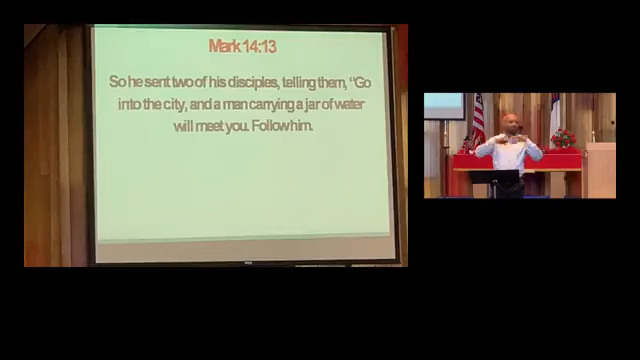 Mark 14:13
So he sent two of his disciples, telling them, “Go
into the city, and a man carrying a jar of water
will meet you. Follow him.